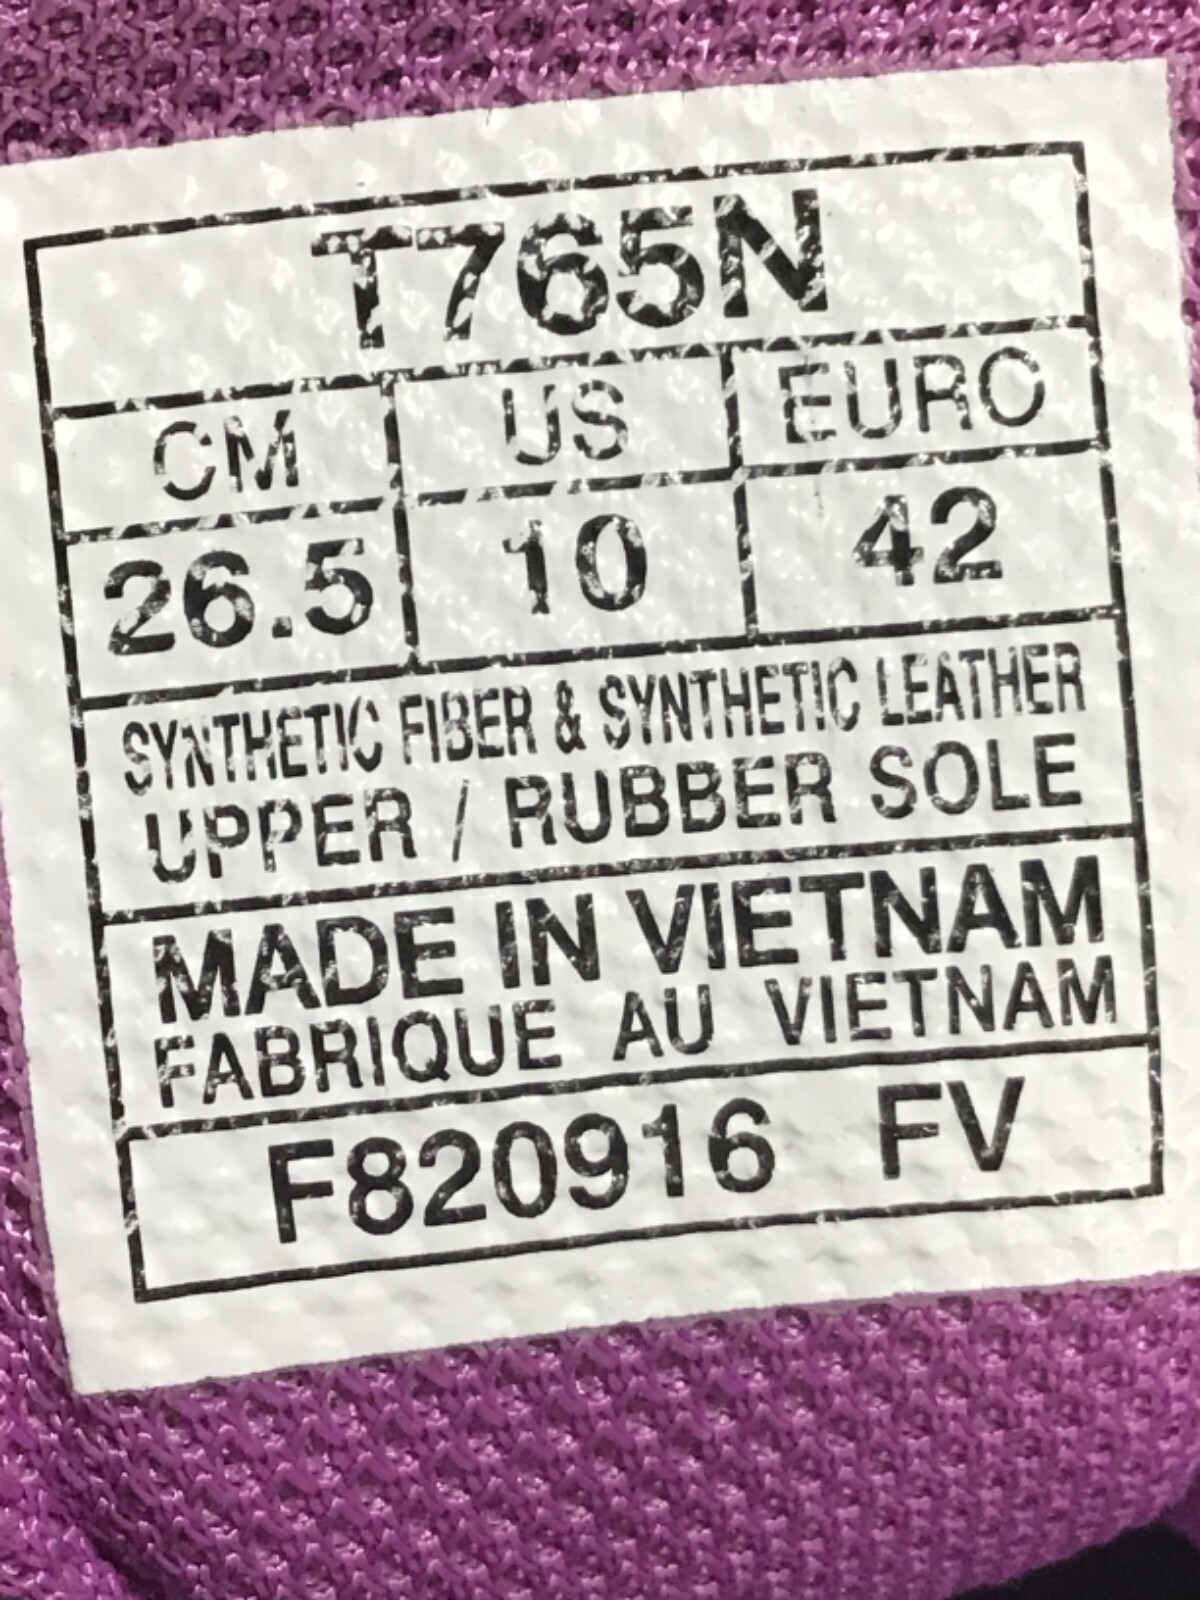 T765N
CM US EURO
26.5 10 42
SYNTHETIC FIBER & SYNTHETIC LEATHER
UPPER / RUBBER SOLE
MADE IN VIETNAM
FABRIQUE AU VIETNAM
F820916 FV